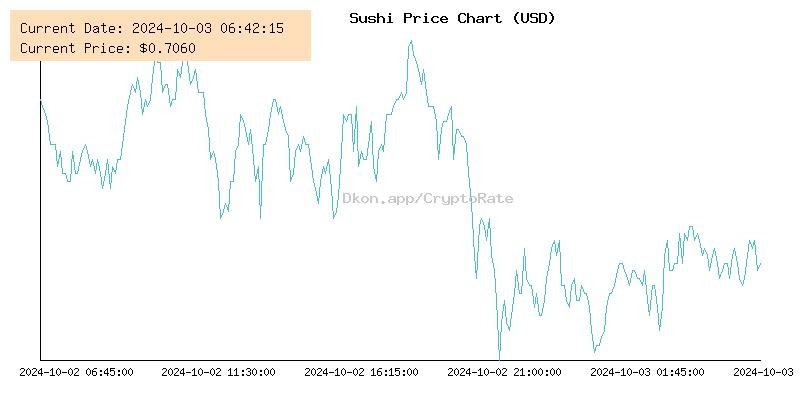 Sushi Price Chart (USD)
Current Date: 2024-10-03 06:42:15
Current Price: $0.7060
Dkon.app/CryptoRate
2024-10-02 06:45:00 2024-10-02 11:30:00 2024-10-02 16:15:00 2024-10-02 21:00:00 2024-10-03 01:45:00 2024-10-03